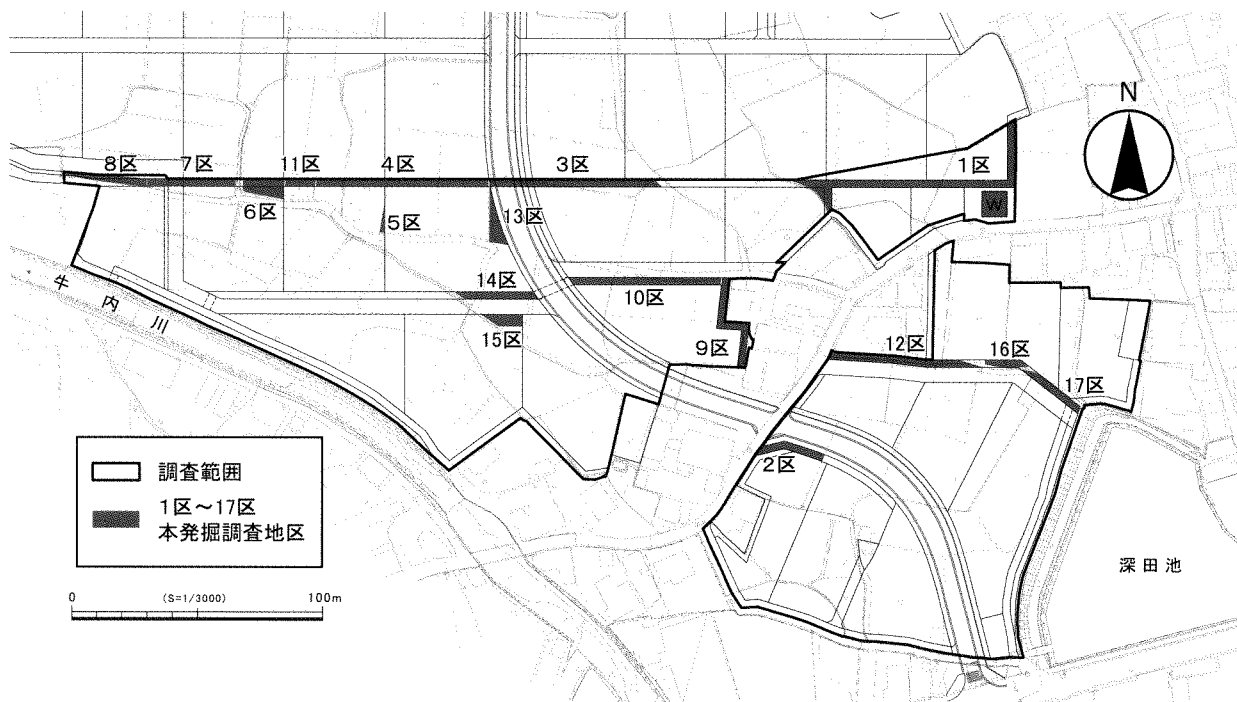 N
8区
7区
11区
4区
3区
1区
6区
5区
13区
W
14区
10区
15区
9区
12区
16区
17区
2区
牛内川
調査範囲
1区~17区
本発掘調査地区
深田池
0 (S=1/3000) 100m